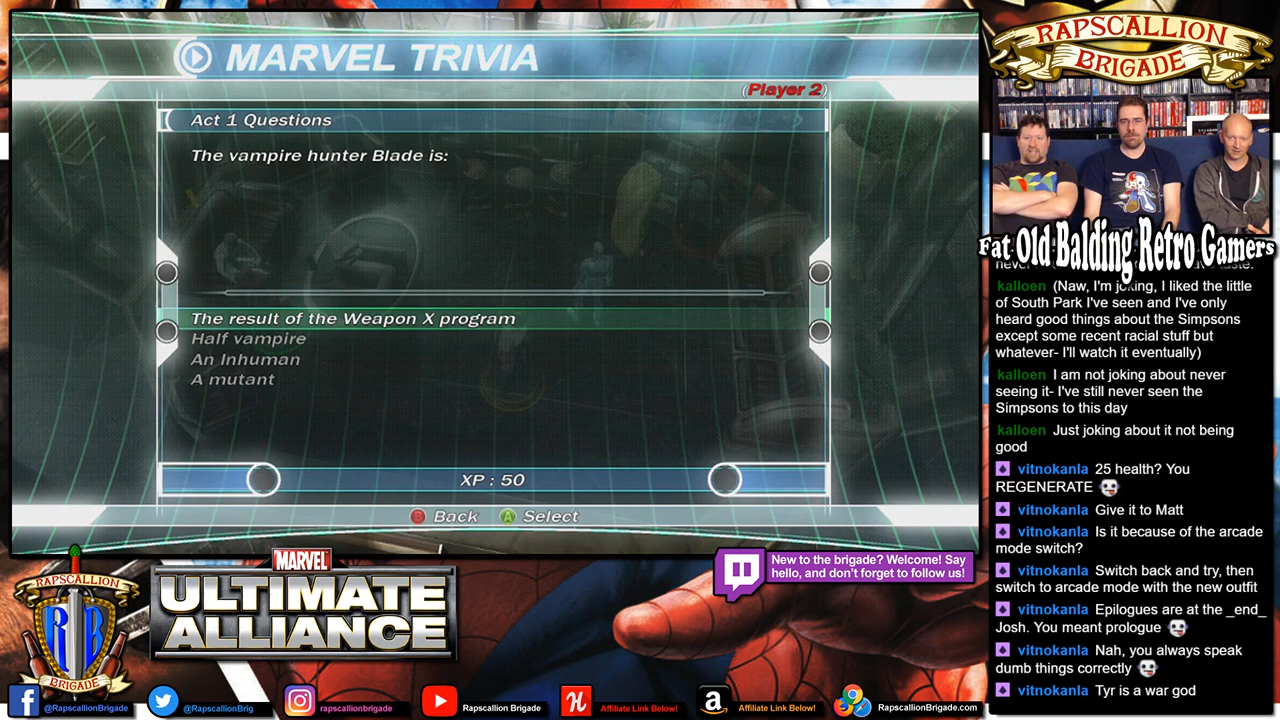 MARVEL TRIVIA
(Player 2)
Act 1 Questions
The vampire hunter Blade is:
The result of the Weapon X program
Half vampire
An Inhuman
A mutant
XP : 50
B Back A Select
RAPSCALLION
BRIGADE
Fat Old Balding Retro Gamers
kalloen (Naw, I'm joking, I liked the little
of South Park I've seen and I've only
heard good things about the Simpsons
except some recent racial stuff but
whatever- I'll watch it eventually)
kalloen I am not joking about never
seeing it- I've still never seen the
Simpsons to this day
kalloen Just joking about it not being
good
vitnokanla 25 health? You
REGENERATE
vitnokanla Give it to Matt
vitnokanla Is it because of the arcade
mode switch?
vitnokanla Switch back and try, then
switch to arcade mode with the new outfit
vitnokanla Epilogues are at the _end_
Josh. You meant prologue
vitnokanla Nah, you always speak
dumb things correctly
vitnokanla Tyr is a war god
New to the brigade? Welcome! Say
hello, and don't forget to follow us!
RAPSCALLION
RB
BRIGADE
MARVEL
ULTIMATE
ALLIANCE
@RapscallionBrigade
@RapscallionBrig
rapscallionbrigade
Rapscallion Brigade
Affiliate Link Below!
Affiliate Link Below!
RapscallionBrigade.com